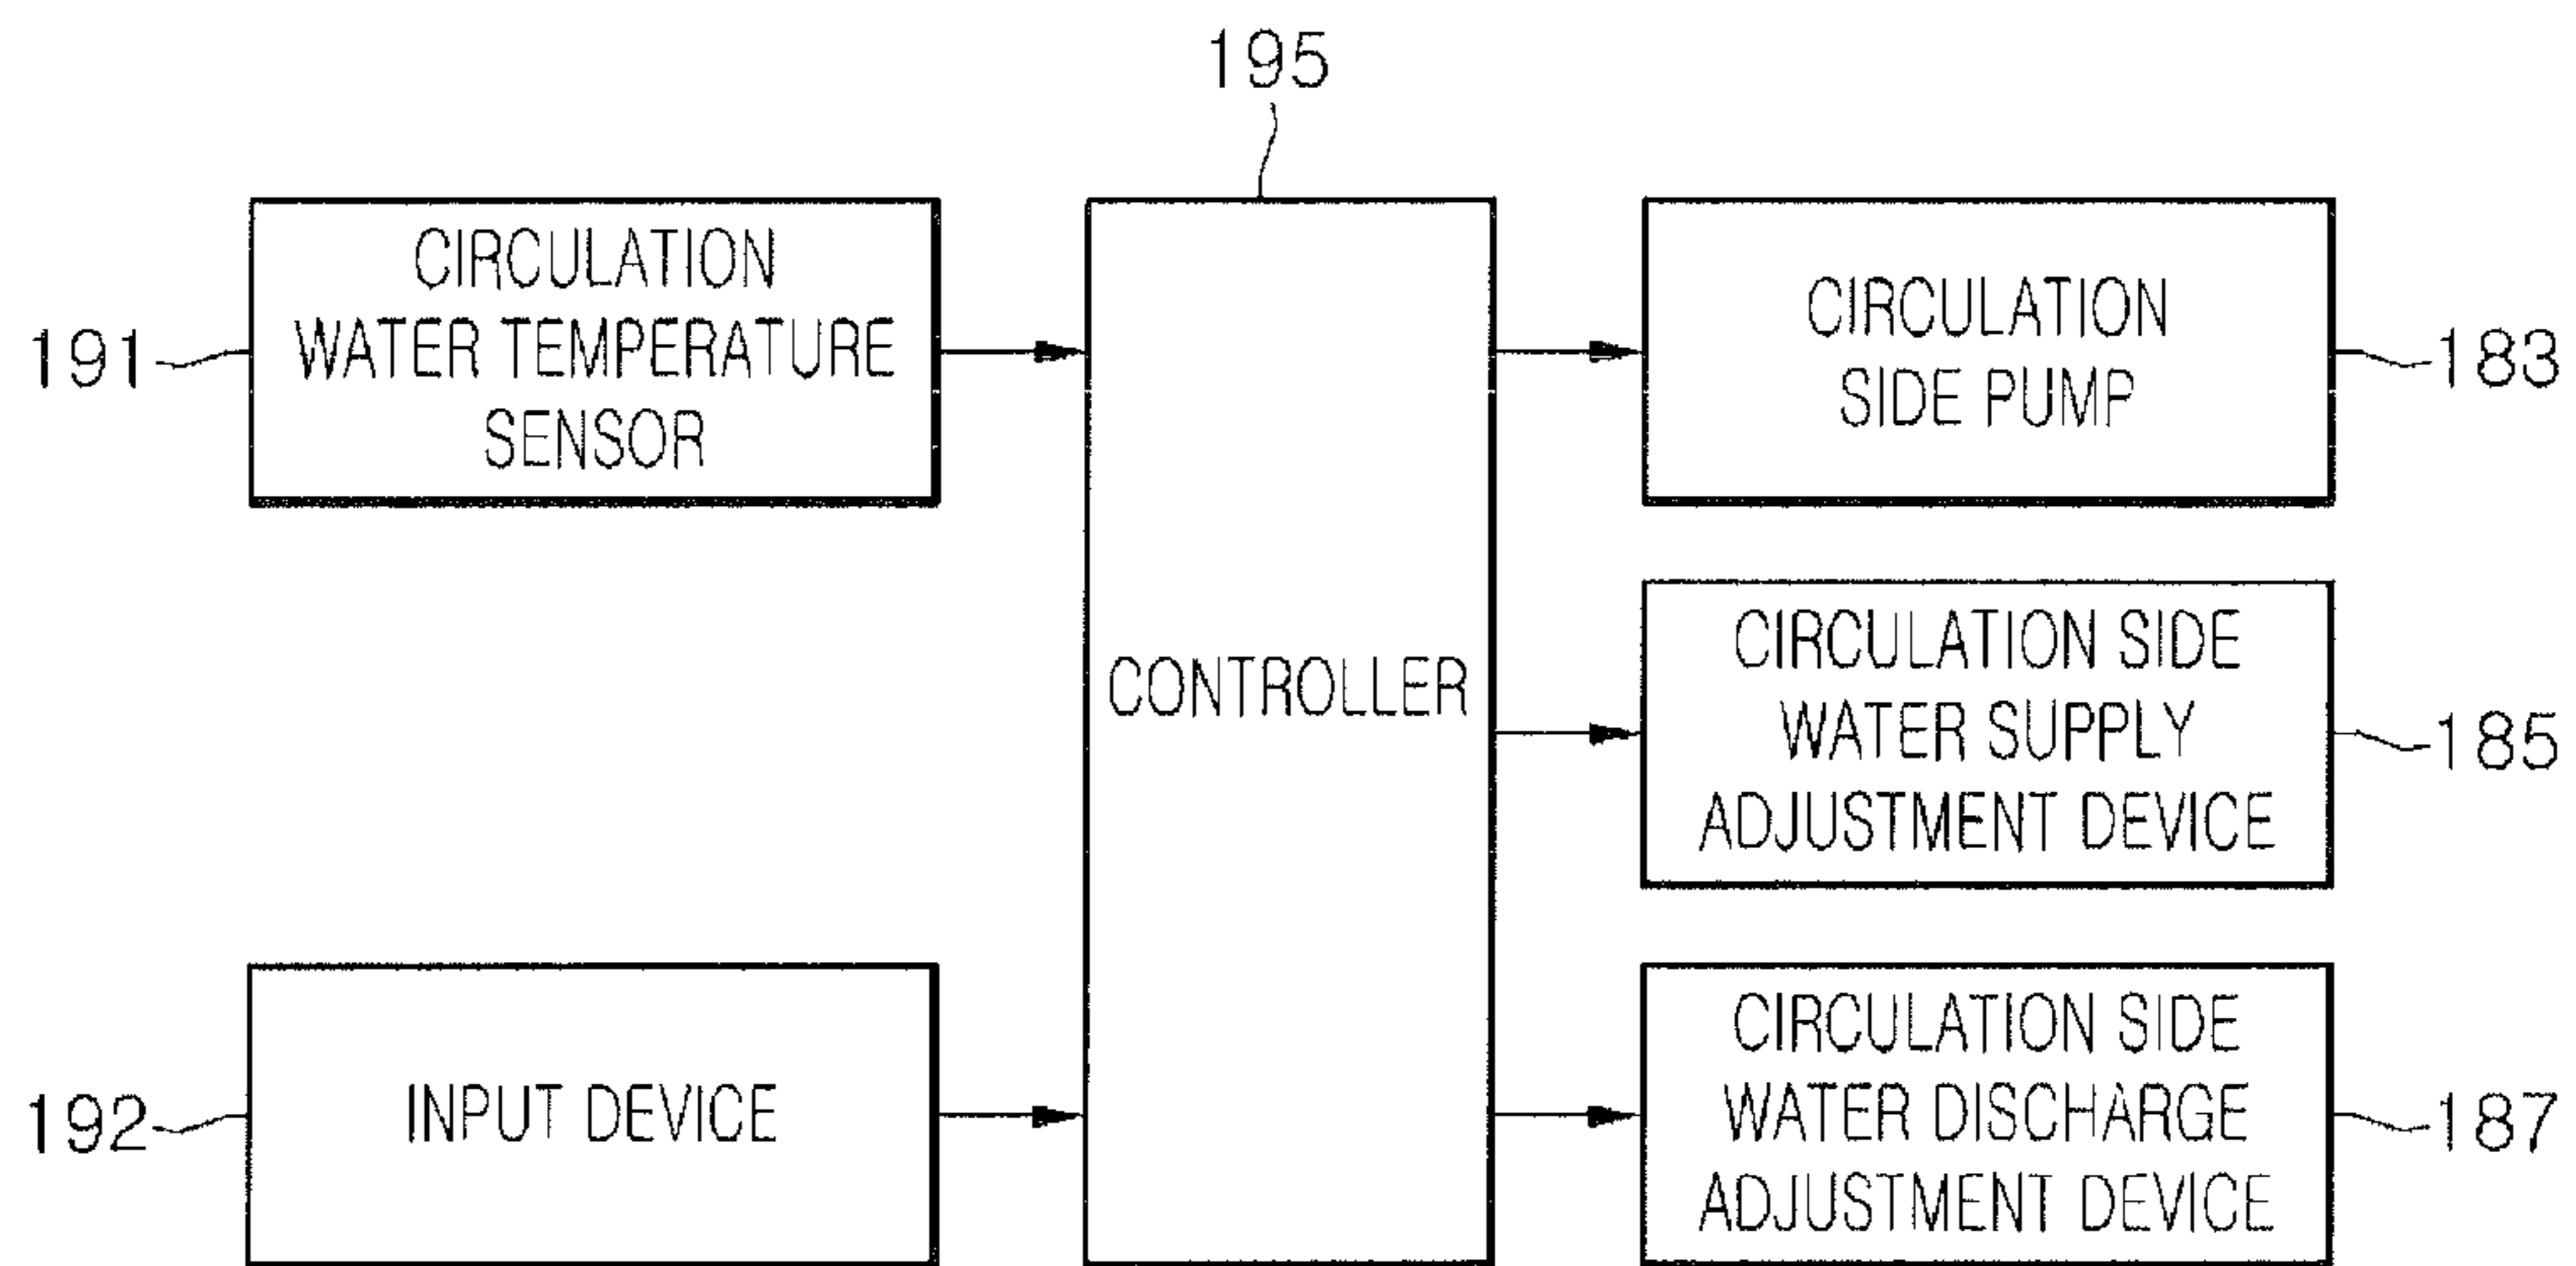 195
CIRCULATION
WATER TEMPERATURE
SENSOR
191
CIRCULATION
SIDE PUMP
183
CONTROLLER
CIRCULATION SIDE
WATER SUPPLY
ADJUSTMENT DEVICE
185
192
INPUT DEVICE
CIRCULATION SIDE
WATER DISCHARGE
ADJUSTMENT DEVICE
187